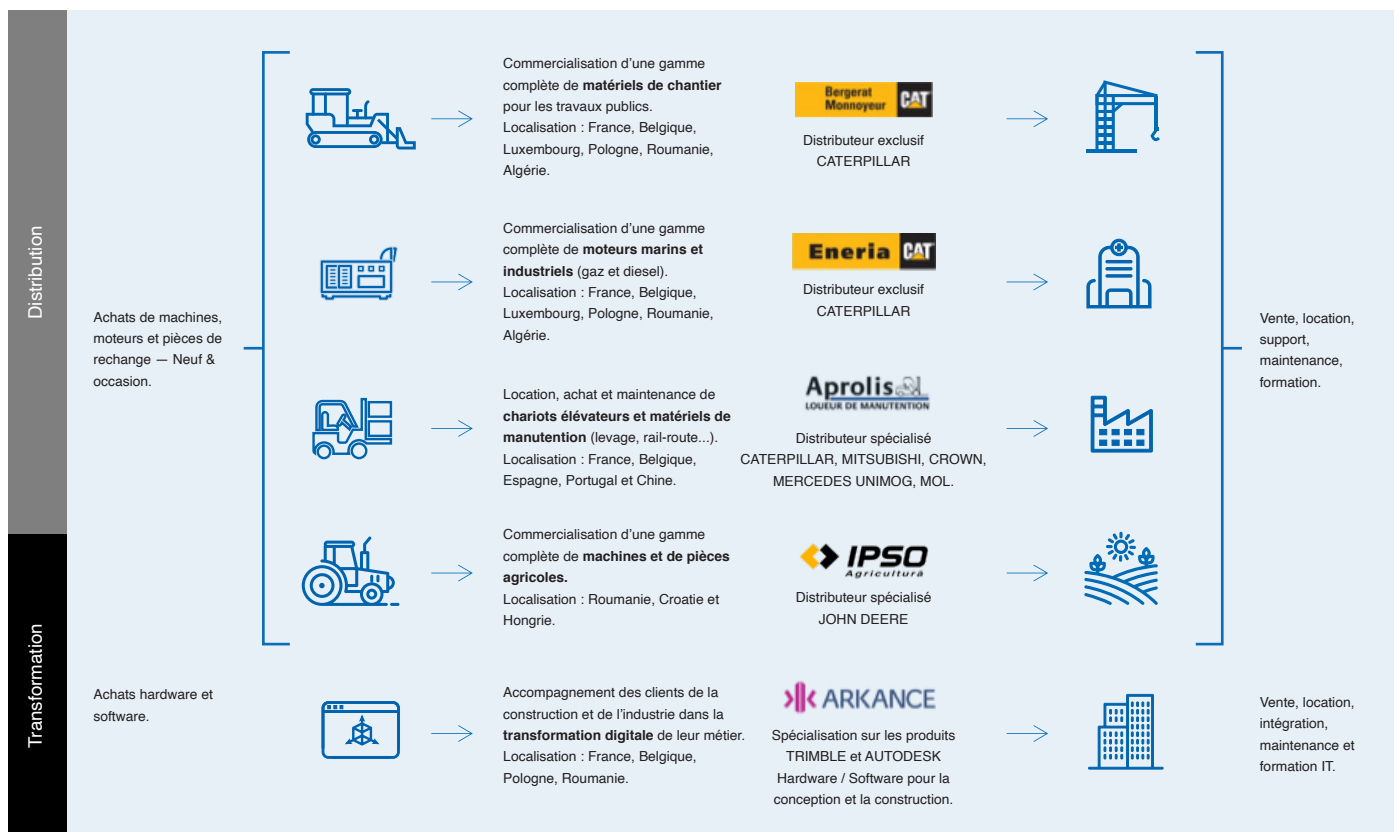 Distribution
Achats de machines,
moteurs et pièces de
rechange — Neuf &
occasion.
Commercialisation d’une gamme
complète de matériels de chantier
pour les travaux publics.
Localisation : France, Belgique,
Luxembourg, Pologne, Roumanie,
Algérie.
Bergerat
Monnoyeur
CAT
Distributeur exclusif
CATERPILLAR
Commercialisation d’une gamme
complète de moteurs marins et
industriels (gaz et diesel).
Localisation : France, Belgique,
Luxembourg, Pologne, Roumanie,
Algérie.
Eneria CAT
Distributeur exclusif
CATERPILLAR
Location, achat et maintenance de
chariots élévateurs et matériels de
manutention (levage, rail-route...).
Localisation : France, Belgique,
Espagne, Portugal et Chine.
Aprolis
LOUEUR DE MANUTENTION
Distributeur spécialisé
CATERPILLAR, MITSUBISHI, CROWN,
MERCEDES UNIMOG, MOL.
Commercialisation d’une gamme
complète de machines et de pièces
agricoles.
Localisation : Roumanie, Croatie et
Hongrie.
IPSO
Agricultură
Distributeur spécialisé
JOHN DEERE
Vente, location,
support,
maintenance,
formation.
Transformation
Achats hardware et
software.
Accompagnement des clients de la
construction et de l’industrie dans la
transformation digitale de leur métier.
Localisation : France, Belgique,
Pologne, Roumanie.
ARKANCE
Spécialisation sur les produits
TRIMBLE et AUTODESK
Hardware / Software pour la
conception et la construction.
Vente, location,
intégration,
maintenance et
formation IT.